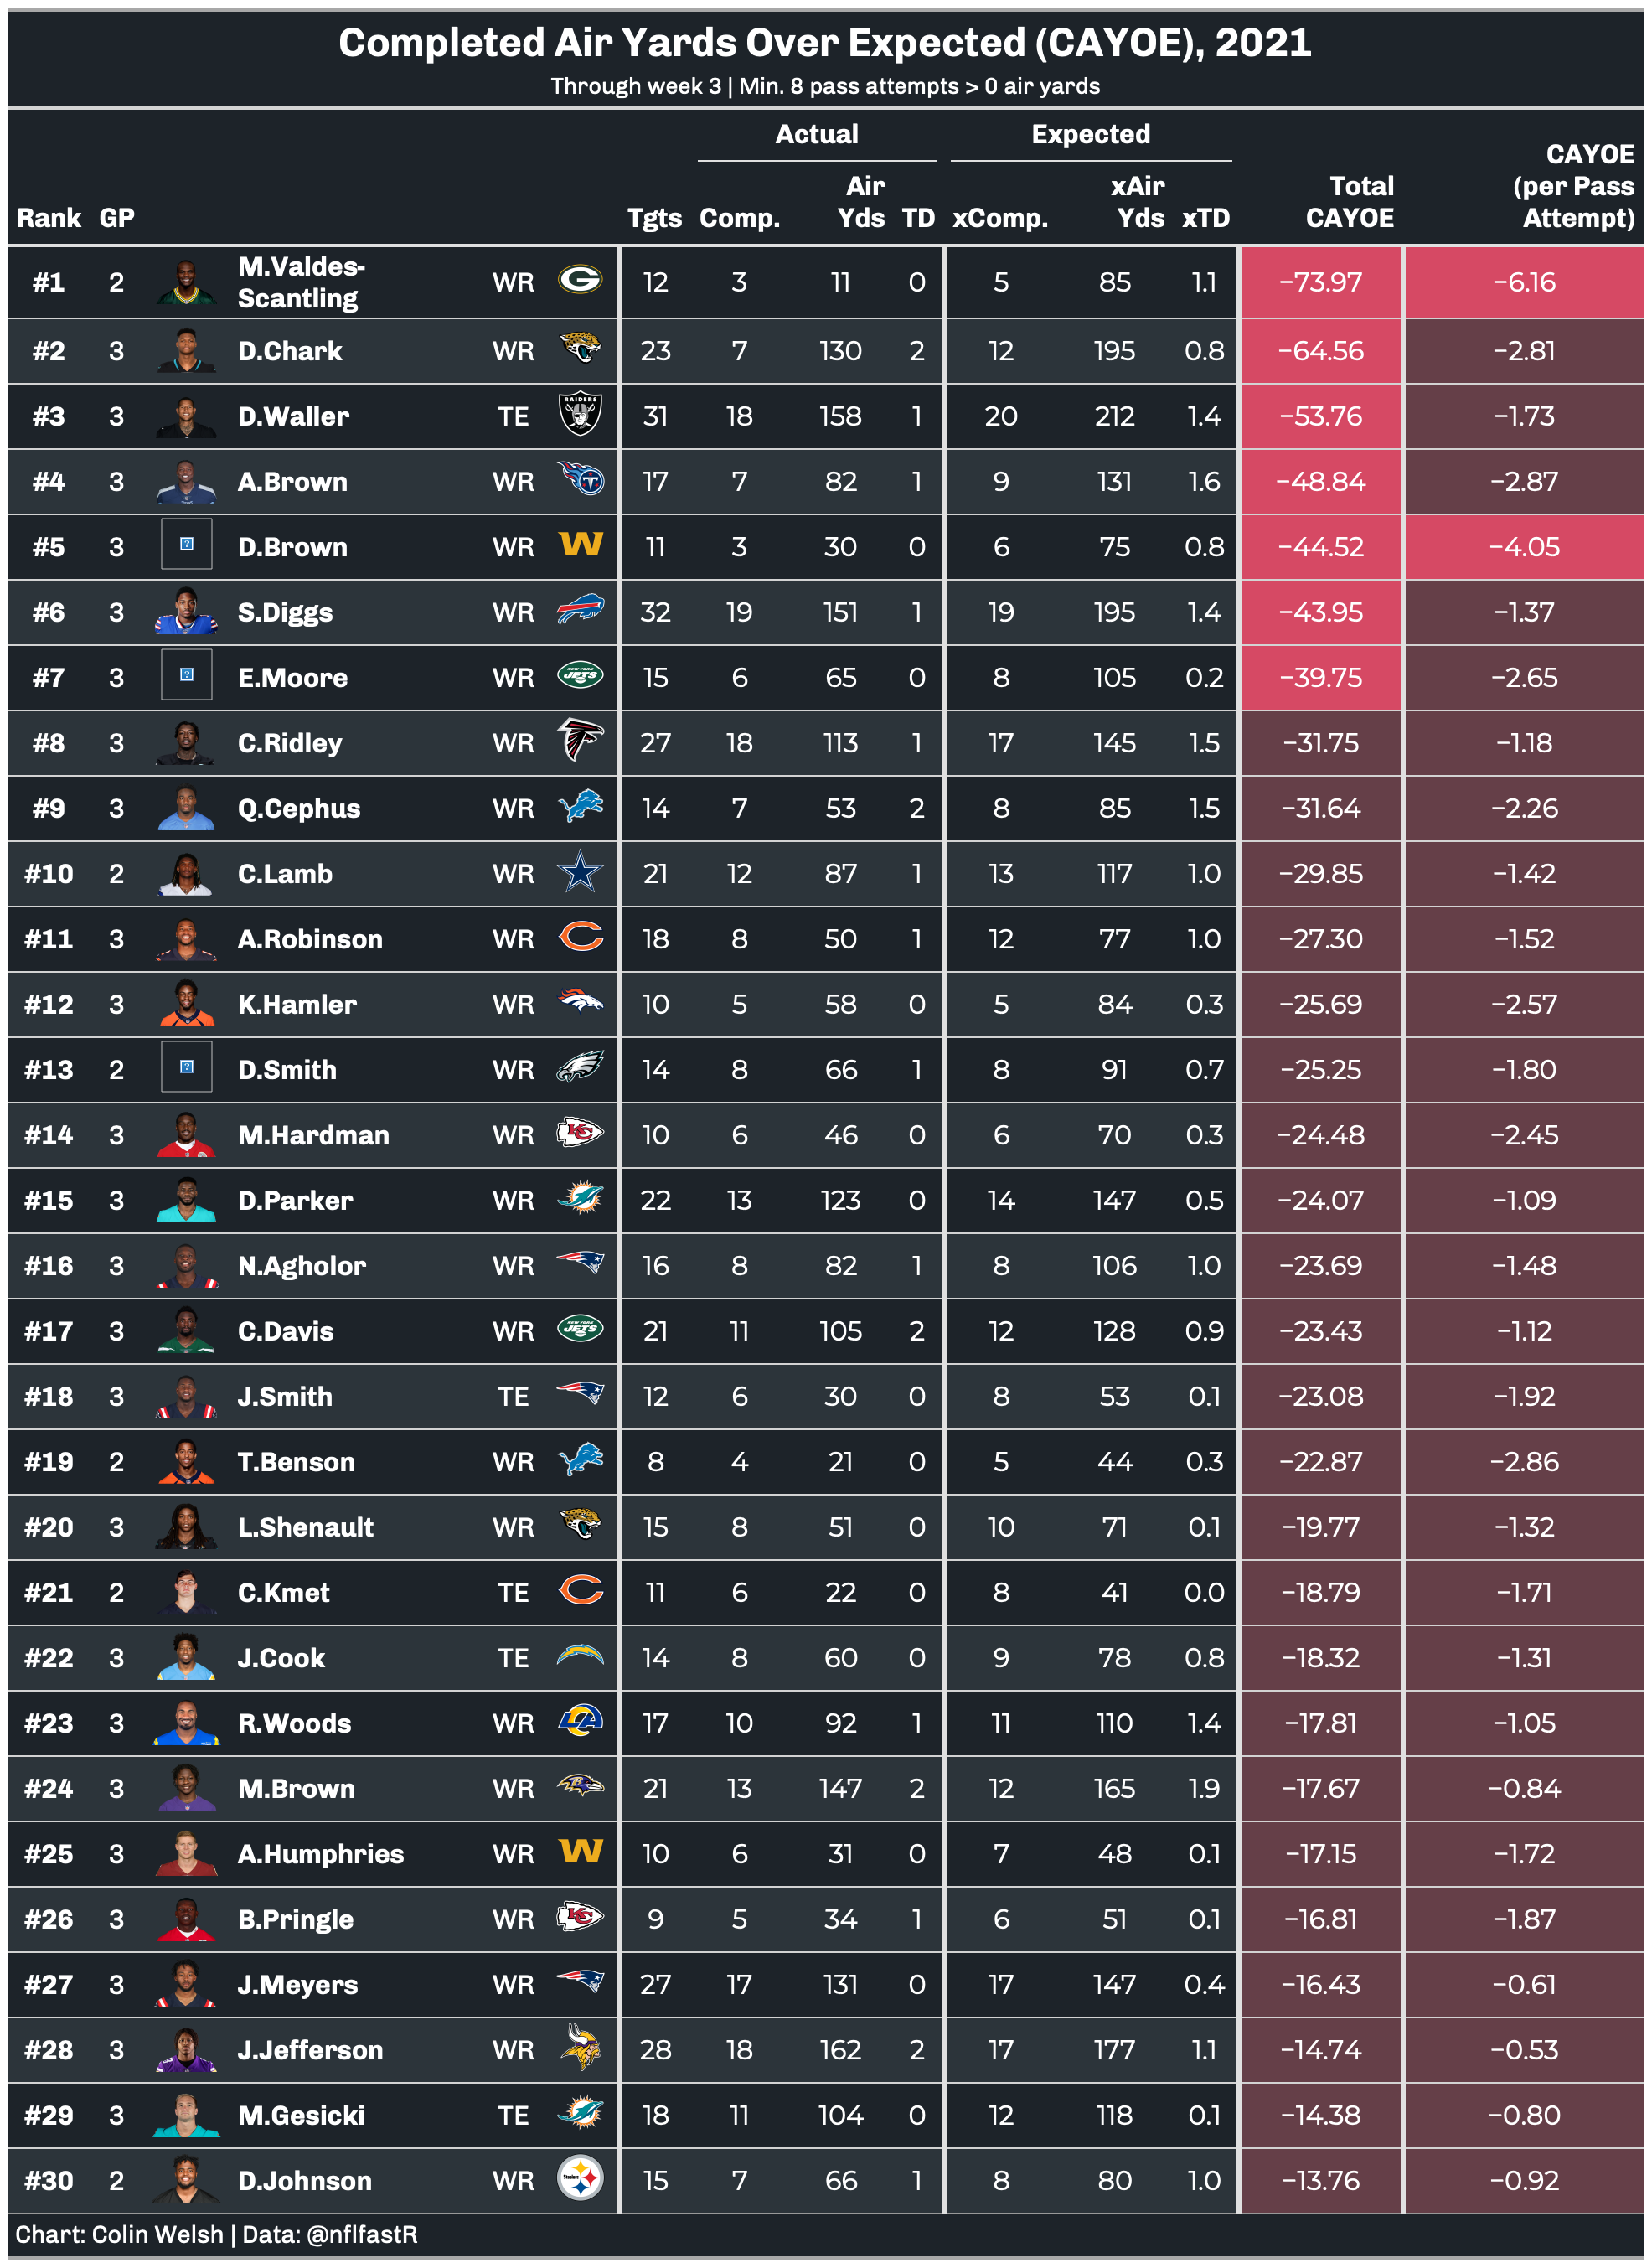 Completed Air Yards Over Expected (CAYOE), 2021
Through week 3 | Min. 8 pass attempts > 0 air yards
Actual Expected
Rank GP Tgts Comp. Air Yds TD xComp. xAir Yds xTD Total CAYOE CAYOE (per Pass Attempt)
#1 2 M.Valdes-Scantling WR G 12 3 11 0 5 85 1.1 −73.97 −6.16
#2 3 D.Chark WR 23 7 130 2 12 195 0.8 −64.56 −2.81
#3 3 D.Waller TE RAIDERS 31 18 158 1 20 212 1.4 −53.76 −1.73
#4 3 A.Brown WR T 17 7 82 1 9 131 1.6 −48.84 −2.87
#5 3 D.Brown WR W 11 3 30 0 6 75 0.8 −44.52 −4.05
#6 3 S.Diggs WR 32 19 151 1 19 195 1.4 −43.95 −1.37
#7 3 E.Moore WR NEW YORK JETS 15 6 65 0 8 105 0.2 −39.75 −2.65
#8 3 C.Ridley WR 27 18 113 1 17 145 1.5 −31.75 −1.18
#9 3 Q.Cephus WR 14 7 53 2 8 85 1.5 −31.64 −2.26
#10 2 C.Lamb WR 21 12 87 1 13 117 1.0 −29.85 −1.42
#11 3 A.Robinson WR C 18 8 50 1 12 77 1.0 −27.30 −1.52
#12 3 K.Hamler WR 10 5 58 0 5 84 0.3 −25.69 −2.57
#13 2 D.Smith WR 14 8 66 1 8 91 0.7 −25.25 −1.80
#14 3 M.Hardman WR KC 10 6 46 0 6 70 0.3 −24.48 −2.45
#15 3 D.Parker WR 22 13 123 0 14 147 0.5 −24.07 −1.09
#16 3 N.Agholor WR 16 8 82 1 8 106 1.0 −23.69 −1.48
#17 3 C.Davis WR NEW YORK JETS 21 11 105 2 12 128 0.9 −23.43 −1.12
#18 3 J.Smith TE 12 6 30 0 8 53 0.1 −23.08 −1.92
#19 2 T.Benson WR 8 4 21 0 5 44 0.3 −22.87 −2.86
#20 3 L.Shenault WR 15 8 51 0 10 71 0.1 −19.77 −1.32
#21 2 C.Kmet TE C 11 6 22 0 8 41 0.0 −18.79 −1.71
#22 3 J.Cook TE 14 8 60 0 9 78 0.8 −18.32 −1.31
#23 3 R.Woods WR LA 17 10 92 1 11 110 1.4 −17.81 −1.05
#24 3 M.Brown WR 21 13 147 2 12 165 1.9 −17.67 −0.84
#25 3 A.Humphries WR W 10 6 31 0 7 48 0.1 −17.15 −1.72
#26 3 B.Pringle WR KC 9 5 34 1 6 51 0.1 −16.81 −1.87
#27 3 J.Meyers WR 27 17 131 0 17 147 0.4 −16.43 −0.61
#28 3 J.Jefferson WR 28 18 162 2 17 177 1.1 −14.74 −0.53
#29 3 M.Gesicki TE 18 11 104 0 12 118 0.1 −14.38 −0.80
#30 2 D.Johnson WR Steelers 15 7 66 1 8 80 1.0 −13.76 −0.92
Chart: Colin Welsh | Data: @nflfastR